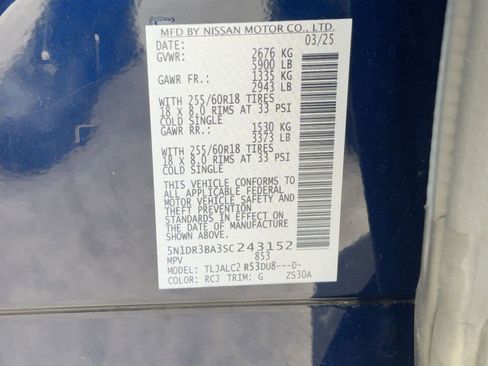 MFD BY NISSAN MOTOR CO., LTD.
DATE: 03/25
GVWR: 2676 KG
5900 LB
GAWR FR: 1335 KG
2943 LB
WITH 255/60R18 TIRES
18 X 8.0 RIMS AT 33 PSI
COLD SINGLE
GAWR RR: 1530 KG
3373 LB
WITH 255/60R18 TIRES
18 X 8.0 RIMS AT 33 PSI
COLD SINGLE
THIS VEHICLE CONFORMS TO
ALL APPLICABLE FEDERAL
MOTOR VEHICLE SAFETY AND
THEFT PREVENTION
STANDARDS IN EFFECT ON
THE DATE OF MANUFACTURE
SHOWN ABOVE.
5N1DR3BA3SC243152
MPV 853
MODEL: TLJALC2 R53DU8---D-
COLOR: RCJ TRIM: G ZS30A